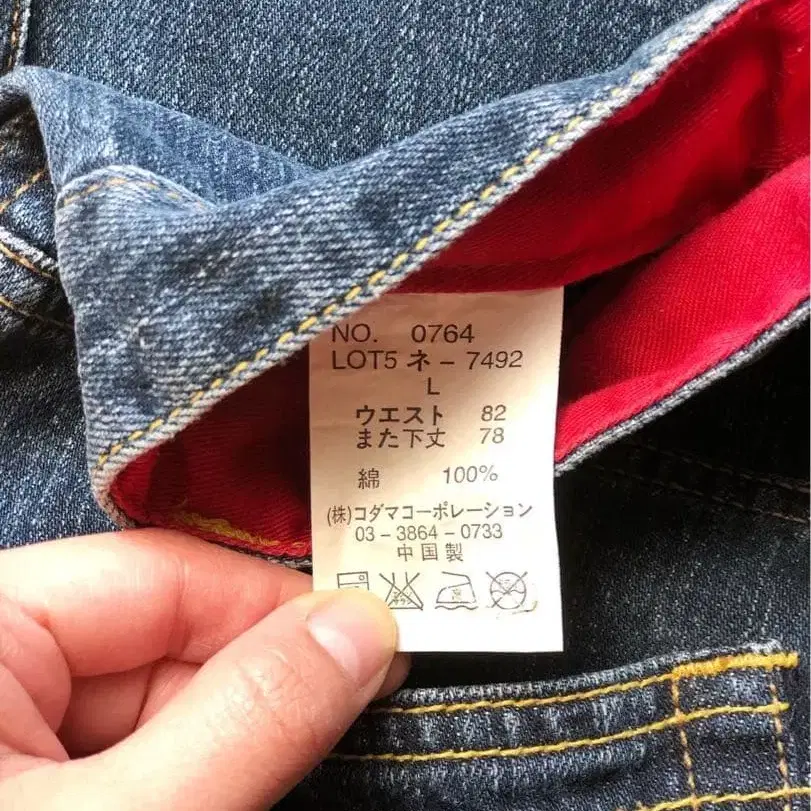 NO. 0764
LOT5 ネ－7492
L
ウエスト 82
また下丈 78
綿 100%
(株)コダマコーポレーション
03－3864－0733
中国製